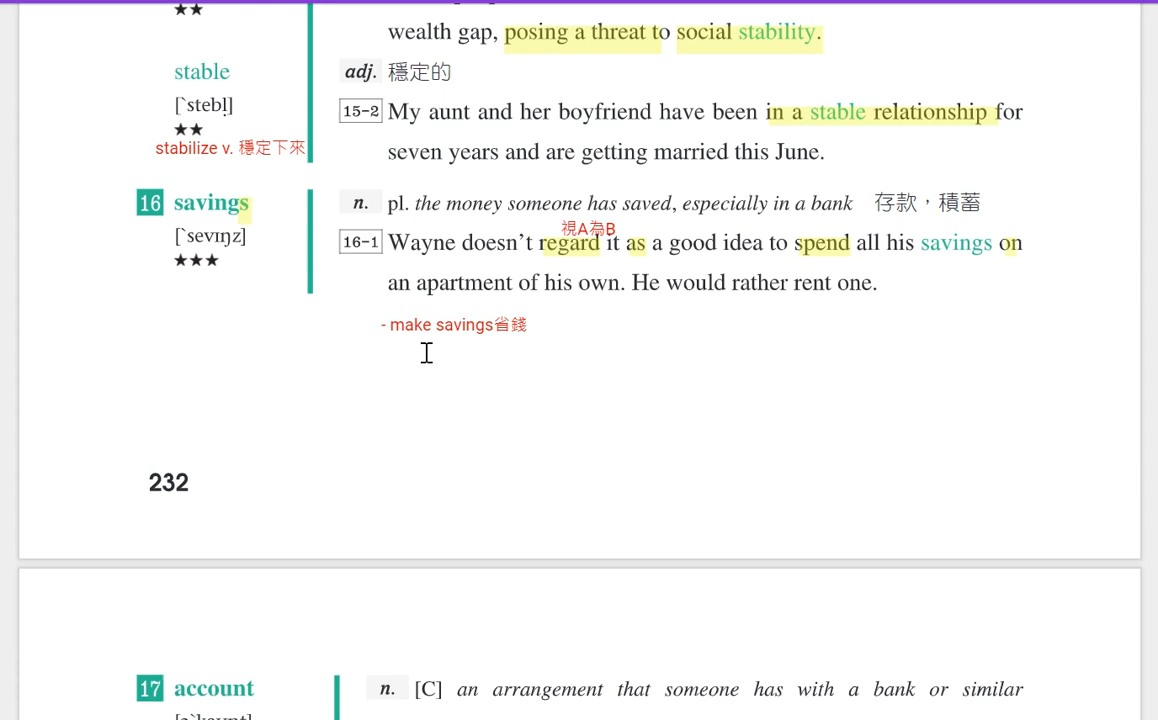 ★★
wealth gap, posing a threat to social stability.
stable
adj. 穩定的
[ˋstebḷ]
15-2 My aunt and her boyfriend have been in a stable relationship for
★★
stabilize v. 穩定下來
seven years and are getting married this June.
16 savings
n. pl. the money someone has saved, especially in a bank 存款，積蓄
視A為B
[ˋsevɪŋz]
16-1 Wayne doesn’t regard it as a good idea to spend all his savings on
★★★
an apartment of his own. He would rather rent one.
- make savings省錢
232
17 account
n. [C] an arrangement that someone has with a bank or similar